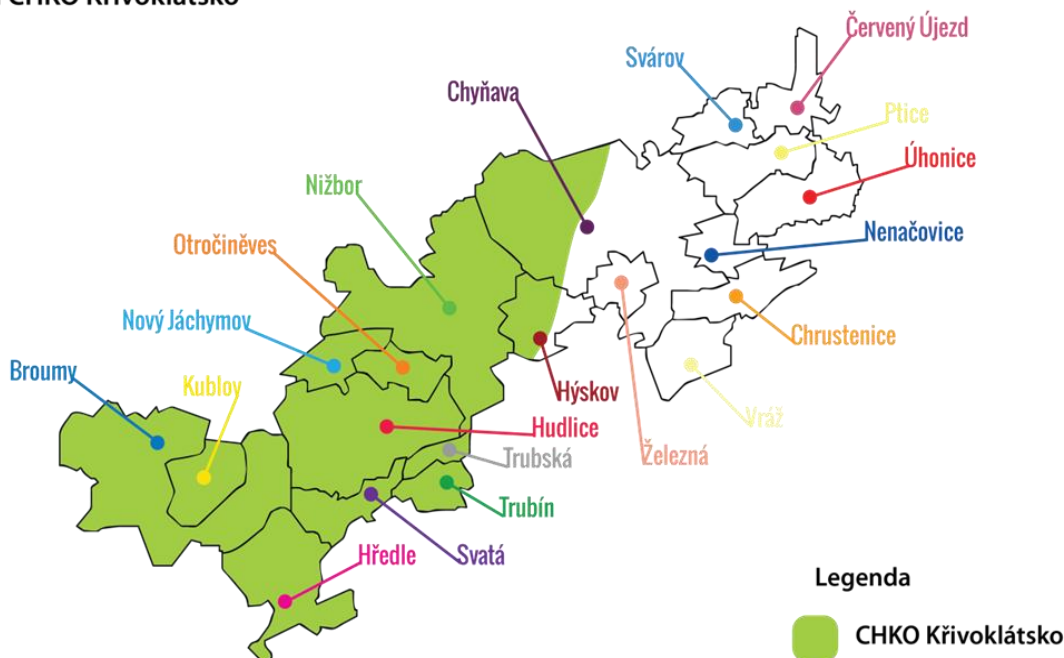 CHKO Křivoklátsko
Červený Újezd
Svárov
Chyňava
Ptice
Úhonice
Nižbor
Nenačovice
Otročiněves
Nový Jáchymov
Chrustenice
Broumy
Kublov
Hýskov
Vráž
Hudlice
Trubská
Železná
Trubín
Hředle
Svatá
Legenda
CHKO Křivoklátsko